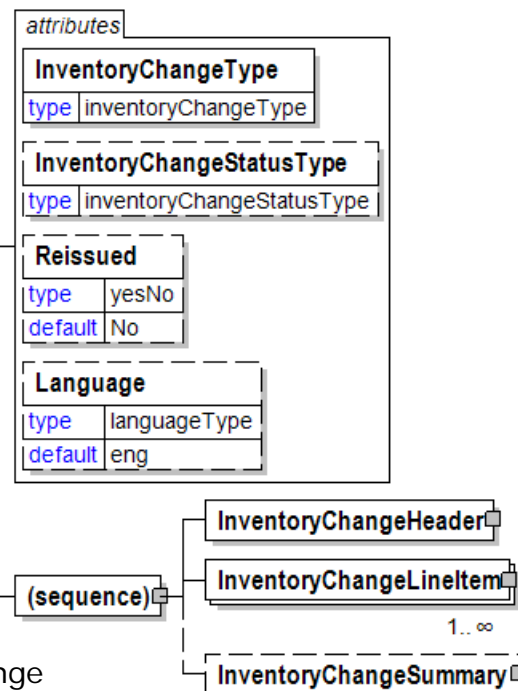 attributes
InventoryChangeType
type inventoryChangeType
InventoryChangeStatusType
type inventoryChangeStatusType
Reissued
type yesNo
default No
Language
type languageType
default eng
InventoryChangeHeader
(sequence)
InventoryChangeLineItem
1..∞
nge
InventoryChangeSummary